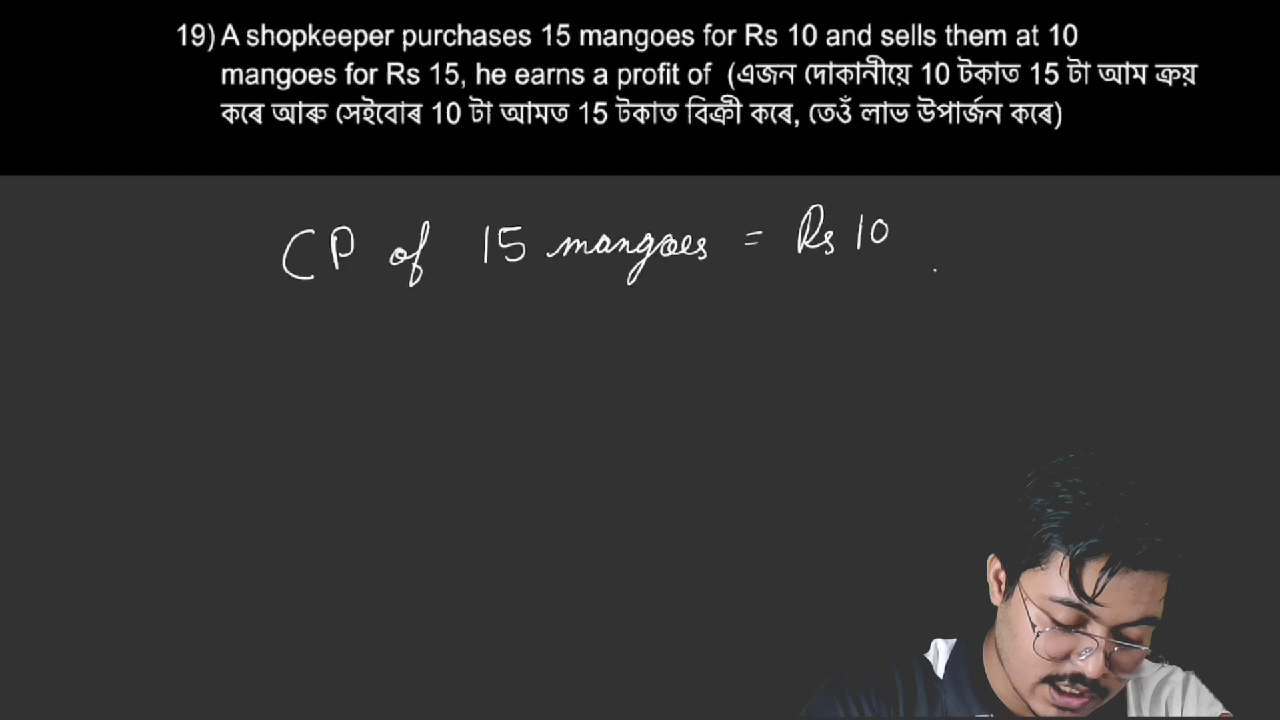 19) A shopkeeper purchases 15 mangoes for Rs 10 and sells them at 10
mangoes for Rs 15, he earns a profit of (এজন দোকানীয়ে 10 টকাত 15 টা আম ক্ৰয়
কৰে আৰু সেইবোৰ 10 টা আমত 15 টকাত বিক্ৰী কৰে, তেওঁ লাভ উপাৰ্জন কৰে)
CP of 15 mangoes = Rs 10